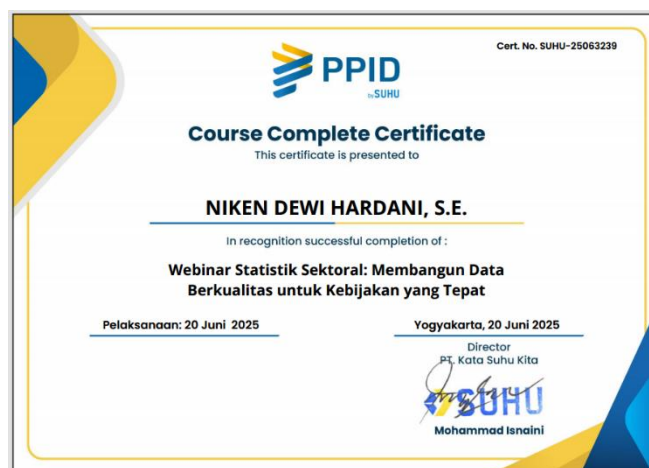 Cert. No. SUHU-25063239
PPID
by SUHU
Course Complete Certificate
This certificate is presented to
NIKEN DEWI HARDANI, S.E.
In recognition successful completion of :
Webinar Statistik Sektoral: Membangun Data
Berkualitas untuk Kebijakan yang Tepat
Pelaksanaan: 20 Juni 2025
Yogyakarta, 20 Juni 2025
Director
PT. Kata Suhu Kita
SUHU
Mohammad Isnaini